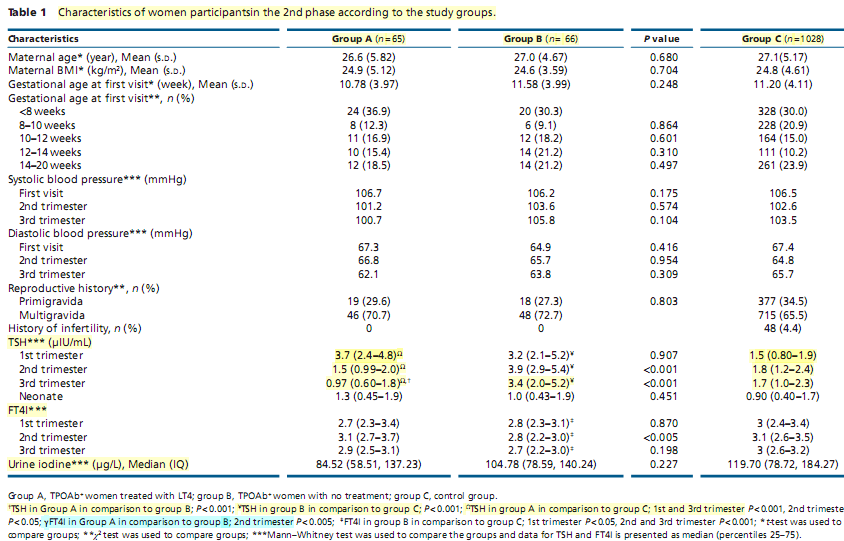 Table 1 Characteristics of women participantsin the 2nd phase according to the study groups.
Characteristics Group A (n=65) Group B (n= 66) P value Group C (n=1028)
Maternal age* (year), Mean (S.D.) 26.6 (5.82) 27.0 (4.67) 0.680 27.1(5.17)
Maternal BMI* (kg/m²), Mean (S.D.) 24.9 (5.12) 24.6 (3.59) 0.704 24.8 (4.61)
Gestational age at first visit* (week), Mean (S.D.) 10.78 (3.97) 11.58 (3.99) 0.248 11.20 (4.11)
Gestational age at first visit**, n (%)
<8 weeks 24 (36.9) 20 (30.3) 328 (30.0)
8–10 weeks 8 (12.3) 6 (9.1) 0.864 228 (20.9)
10–12 weeks 11 (16.9) 12 (18.2) 0.601 164 (15.0)
12–14 weeks 10 (15.4) 14 (21.2) 0.310 111 (10.2)
14–20 weeks 12 (18.5) 14 (21.2) 0.497 261 (23.9)
Systolic blood pressure*** (mmHg)
First visit 106.7 106.2 0.175 106.5
2nd trimester 101.2 103.6 0.574 102.6
3rd trimester 100.7 105.8 0.104 103.5
Diastolic blood pressure*** (mmHg)
First visit 67.3 64.9 0.416 67.4
2nd trimester 66.8 65.7 0.954 64.8
3rd trimester 62.1 63.8 0.309 65.7
Reproductive history**, n (%)
Primigravida 19 (29.6) 18 (27.3) 0.803 377 (34.5)
Multigravida 46 (70.7) 48 (72.7) 715 (65.5)
History of infertility, n (%) 0 0 48 (4.4)
TSH*** (µIU/mL)
1st trimester 3.7 (2.4–4.8)Ω 3.2 (2.1–5.2)¥ 0.907 1.5 (0.80–1.9)
2nd trimester 1.5 (0.99–2.0)Ω 3.9 (2.9–5.4)¥ <0.001 1.8 (1.2–2.4)
3rd trimester 0.97 (0.60–1.8)Ω,† 3.4 (2.0–5.2)¥ <0.001 1.7 (1.0–2.3)
Neonate 1.3 (0.45–1.9) 1.0 (0.43–1.9) 0.451 0.90 (0.40–1.7)
FT4I***
1st trimester 2.7 (2.3–3.4) 2.8 (2.3–3.1)‡ 0.870 3 (2.4–3.4)
2nd trimester 3.1 (2.7–3.7) 2.8 (2.2–3.0)‡ <0.005 3.1 (2.6–3.5)
3rd trimester 2.9 (2.5–3.1) 2.7 (2.2–3.0)‡ 0.198 3 (2.6–3.2)
Urine iodine*** (µg/L), Median (IQ) 84.52 (58.51, 137.23) 104.78 (78.59, 140.24) 0.227 119.70 (78.72, 184.27)
Group A, TPOAb⁺ women treated with LT4; group B, TPOAb⁺ women with no treatment; group C, control group.
†TSH in Group A in comparison to group B; P<0.001; ¥TSH in group B in comparison to group C; P<0.001; ΩTSH in group A in comparison to group C; 1st and 3rd trimester P<0.001, 2nd trimeste
P<0.05; γFT4I in Group A in comparison to group B; 2nd trimester P<0.005; ‡FT4I in group B in comparison to group C; 1st trimester P<0.05, 2nd and 3rd trimester P<0.001; *t-test was used to
compare groups; **χ² test was used to compare groups; ***Mann–Whitney test was used to compare the groups and data for TSH and FT4I is presented as median (percentiles 25–75).